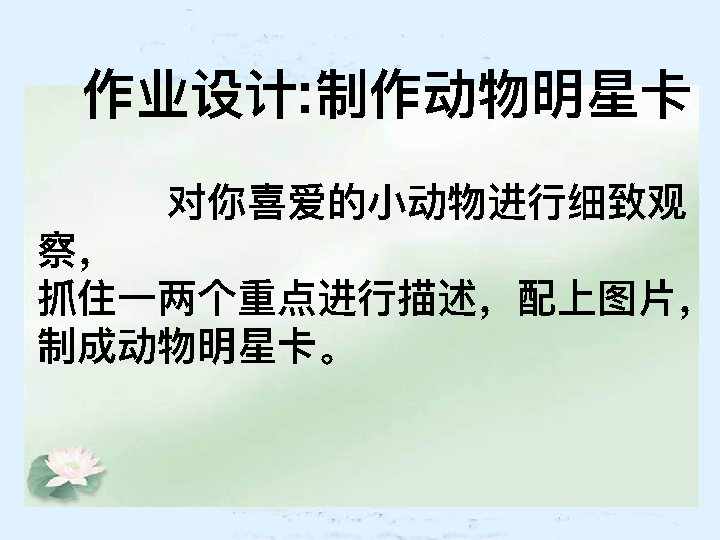 作业设计:制作动物明星卡
对你喜爱的小动物进行细致观
察，
抓住一两个重点进行描述，配上图片，
制成动物明星卡。